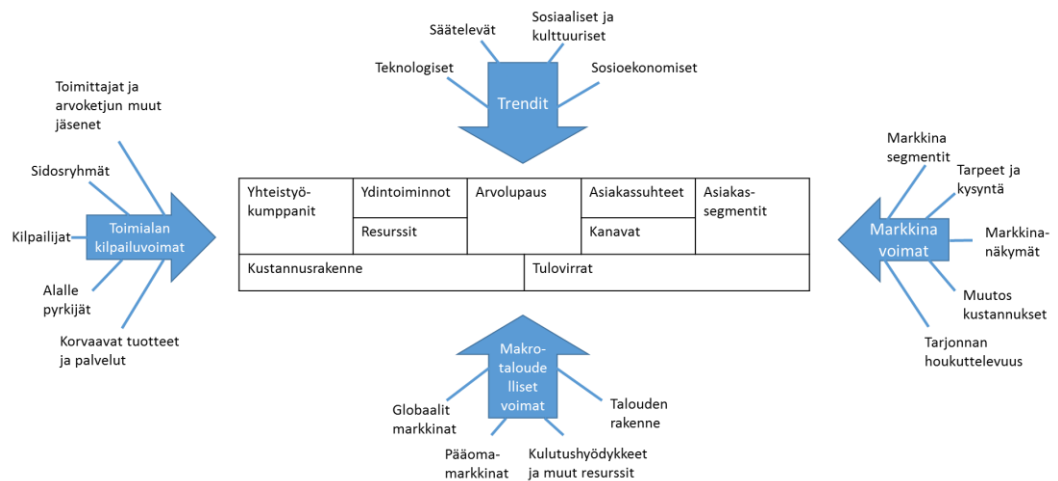 Säätelevät
Sosiaaliset ja
kulttuuriset
Teknologiset
Sosioekonomiset
Trendit
Toimittajat ja
arvoketjun muut
jäsenet
Sidosryhmät
Kilpailijat
Toimialan
kilpailuvoimat
Alalle
pyrkijät
Korvaavat tuotteet
ja palvelut
Yhteistyö-
kumppanit
Ydintoiminnot
Resurssit
Arvolupaus
Asiakassuhteet
Kanavat
Asiakas-
segmentit
Kustannusrakenne
Tulovirrat
Markkina
segmentit
Tarpeet ja
kysyntä
Markkina
voimat
Markkina-
näkymät
Muutos
kustannukset
Tarjonnan
houkuttelevuus
Makro-
taloude
lliset
voimat
Globaalit
markkinat
Talouden
rakenne
Pääoma-
markkinat
Kulutushyödykkeet
ja muut resurssit